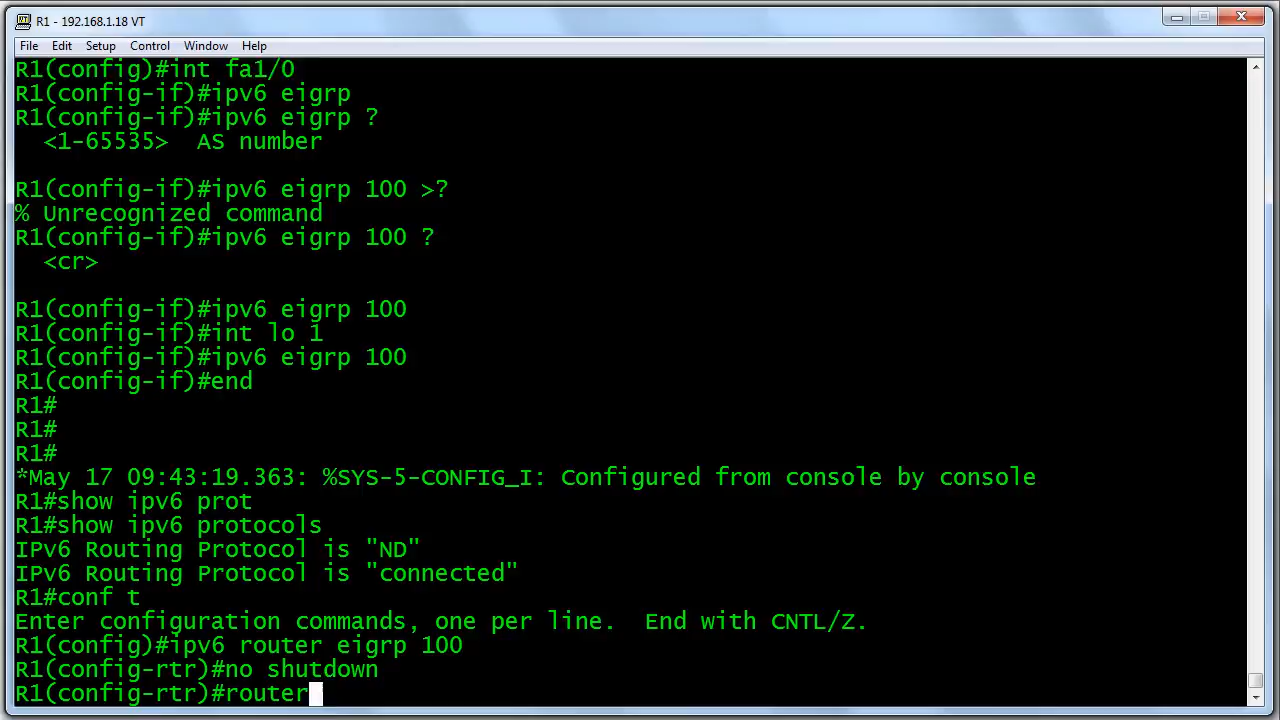 R1 - 192.168.1.18 VT
File Edit Setup Control Window Help
R1(config)#int fa1/0
R1(config-if)#ipv6 eigrp
R1(config-if)#ipv6 eigrp ?
<1-65535> AS number
R1(config-if)#ipv6 eigrp 100 >?
% Unrecognized command
R1(config-if)#ipv6 eigrp 100 ?
<cr>
R1(config-if)#ipv6 eigrp 100
R1(config-if)#int lo 1
R1(config-if)#ipv6 eigrp 100
R1(config-if)#end
R1#
R1#
R1#
*May 17 09:43:19.363: %SYS-5-CONFIG_I: Configured from console by console
R1#show ipv6 prot
R1#show ipv6 protocols
IPv6 Routing Protocol is "ND"
IPv6 Routing Protocol is "connected"
R1#conf t
Enter configuration commands, one per line.  End with CNTL/Z.
R1(config)#ipv6 router eigrp 100
R1(config-rtr)#no shutdown
R1(config-rtr)#router